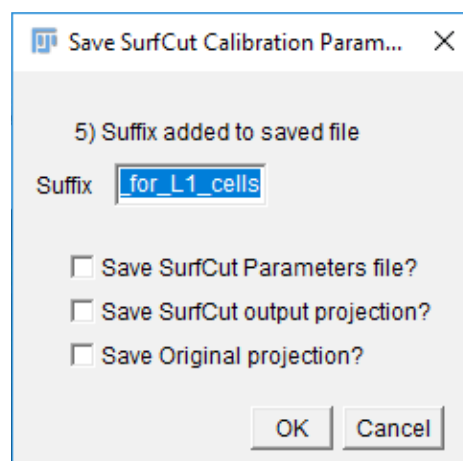 Save SurfCut Calibration Param...
5) Suffix added to saved file
Suffix _for_L1_cells
Save SurfCut Parameters file?
Save SurfCut output projection?
Save Original projection?
OK Cancel